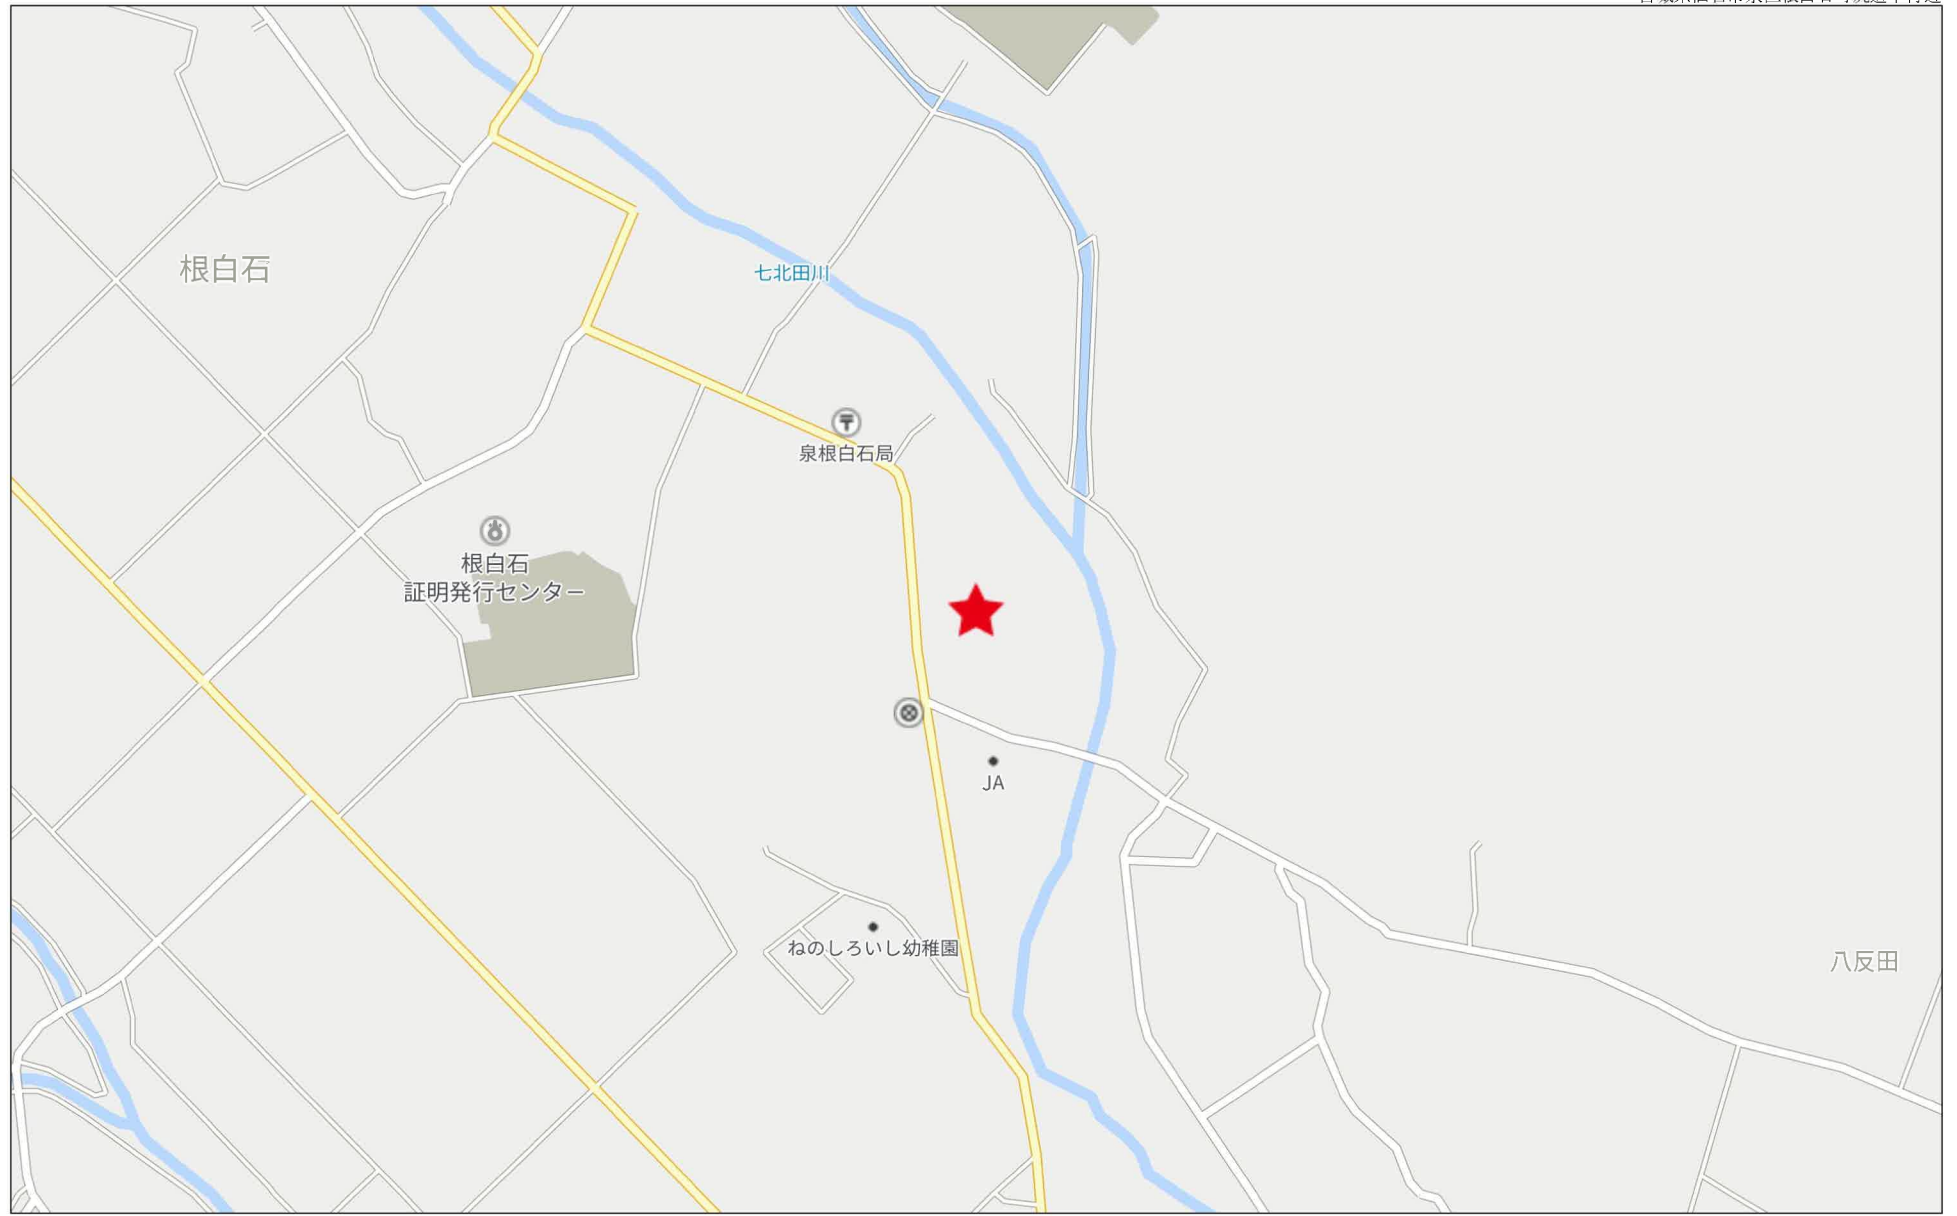 根白石
七北田川
泉根白石局
根白石
証明発行センター
JA
ねのしろいし幼稚園
八反田